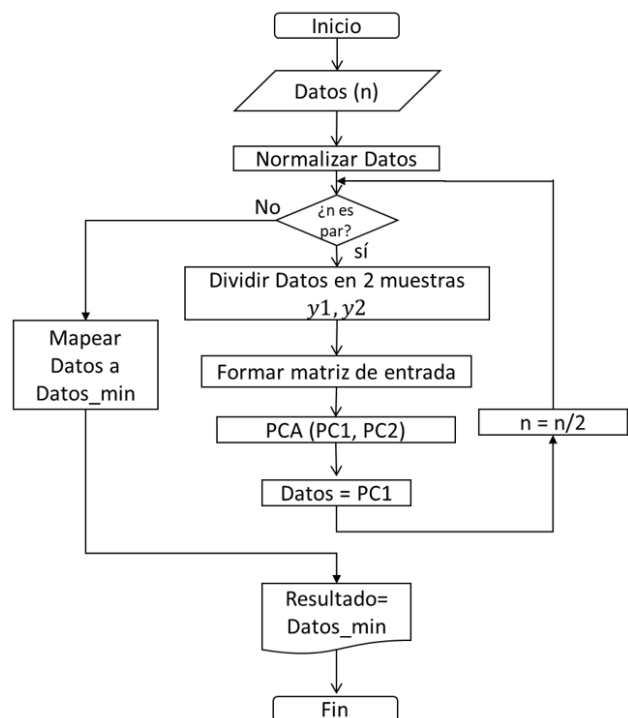 Inicio
Datos (n)
Normalizar Datos
No
¿n es
par?
sí
Dividir Datos en 2 muestras
y1, y2
Mapear
Datos a
Datos_min
Formar matriz de entrada
PCA (PC1, PC2)
n = n/2
Datos = PC1
Resultado=
Datos_min
Fin